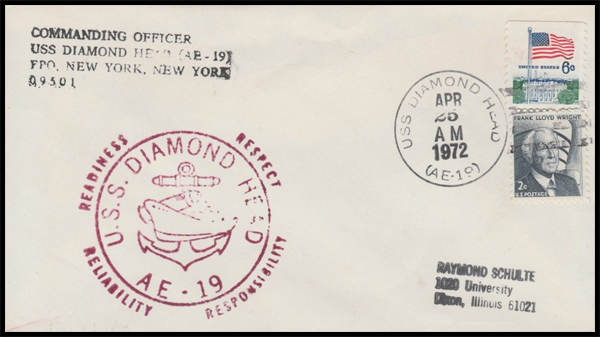 COMMANDING OFFICER
USS DIAMOND HEAD (AE-19)
FPO, NEW YORK, NEW YORK
09501
UNITED STATES
6¢
USS DIAMOND HEAD
APR
25
AM
1972
(AE-19)
FRANK LLOYD WRIGHT
2¢
U.S. POSTAGE
READINESS
RESPECT
U.S.S. DIAMOND HEAD
AE-19
RELIABILITY
RESPONSIBILITY
RAYMOND SCHULTE
1020 University
Dixon, Illinois 61021